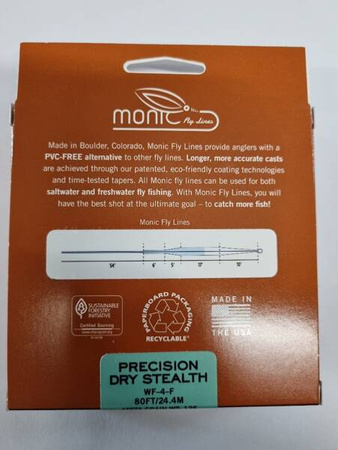 monic
Fly Lines
Made in Boulder, Colorado, Monic Fly Lines provide anglers with a
PVC-FREE alternative to other fly lines. Longer, more accurate casts
are achieved through our patented, eco-friendly coating technologies
and time-tested tapers. All Monic fly lines can be used for both
saltwater and freshwater fly fishing. With Monic Fly Lines, you will
have the best shot at the ultimate goal – to catch more fish!
Monic Fly Lines
54' 6' 5' 11'
SUSTAINABLE
FORESTRY
INITIATIVE
Certified Sourcing
PAPERBOARD PACKAGING
RECYCLABLE
MADE IN
THE USA
PRECISION
DRY STEALTH
WF-4-F
80FT/24.4M